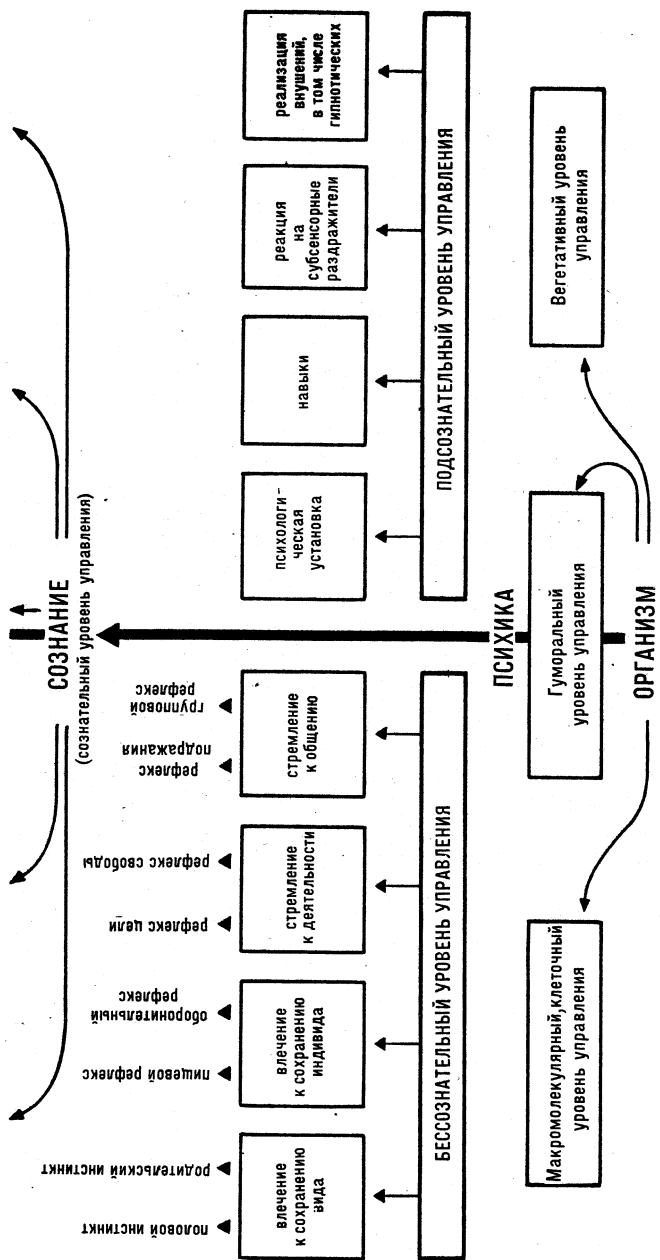 СОЗНАНИЕ
(сознательный уровень управления)
половой инстинкт
родительский инстинкт
пищевой рефлекс
оборонительный
рефлекс
рефлекс цели
рефлекс свободы
рефлекс
подражания
групповой
рефлекс
влечение
к сохранению
вида
влечение
к сохранению
индивида
стремление
к деятельности
стремление
к общению
психологи-
ческая
установка
навыки
реакция
на
субсенсорные
раздражители
реализация
внушений,
в том числе
гипнотических
БЕССОЗНАТЕЛЬНЫЙ УРОВЕНЬ УПРАВЛЕНИЯ
ПОДСОЗНАТЕЛЬНЫЙ УРОВЕНЬ УПРАВЛЕНИЯ
ПСИХИКА
Макромолекулярный,клеточный
уровень управления
Гуморальный
уровень управления
Вегетативный уровень
управления
ОРГАНИЗМ